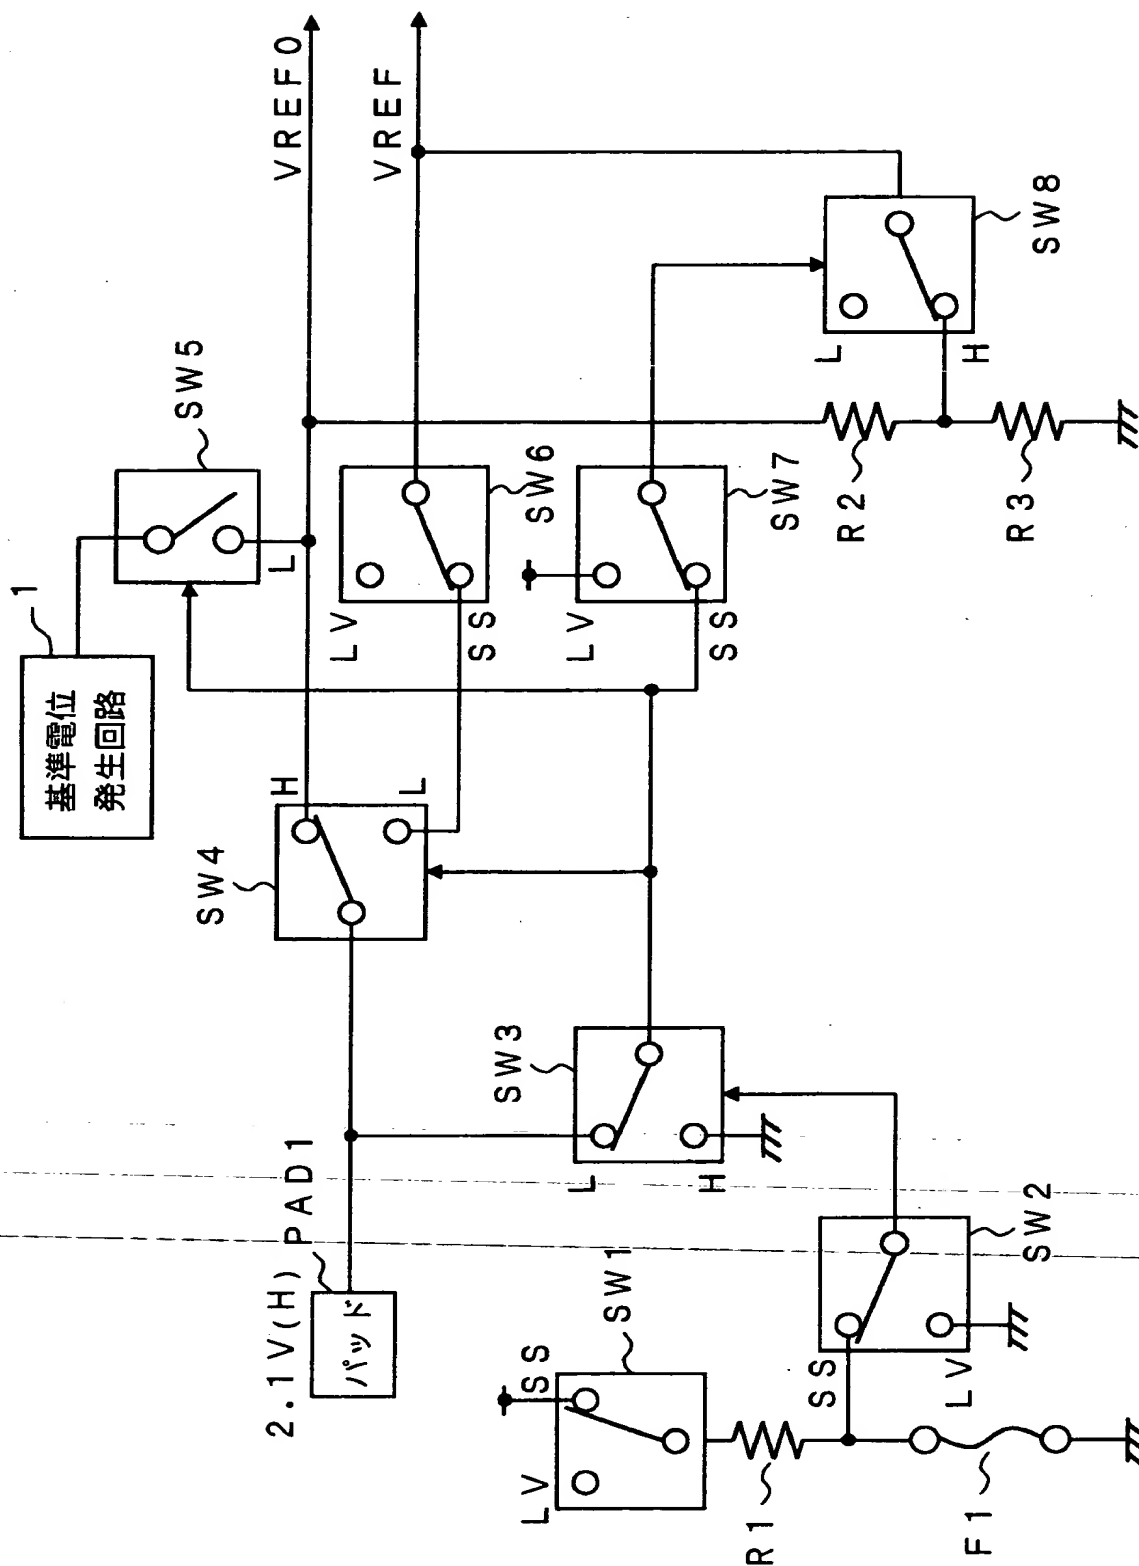 1
基準電位
発生回路
SW5
L
VREF0
VREF
2.1V(H)
PAD1
パッド
SW4
H
L
LV
SS
SW6
LV
SS
SW7
SW3
L
H
L
H
SW8
R2
R3
LV
SS
SW1
R1
SS
LV
SW2
F1